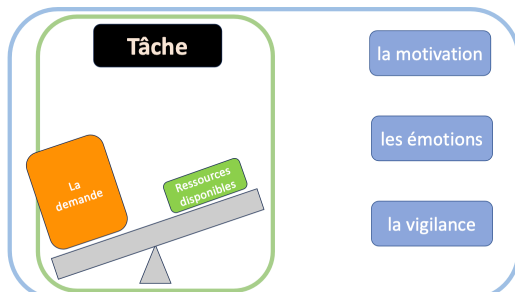 Tâche
La
demande
Ressources
disponibles
la motivation
les émotions
la vigilance